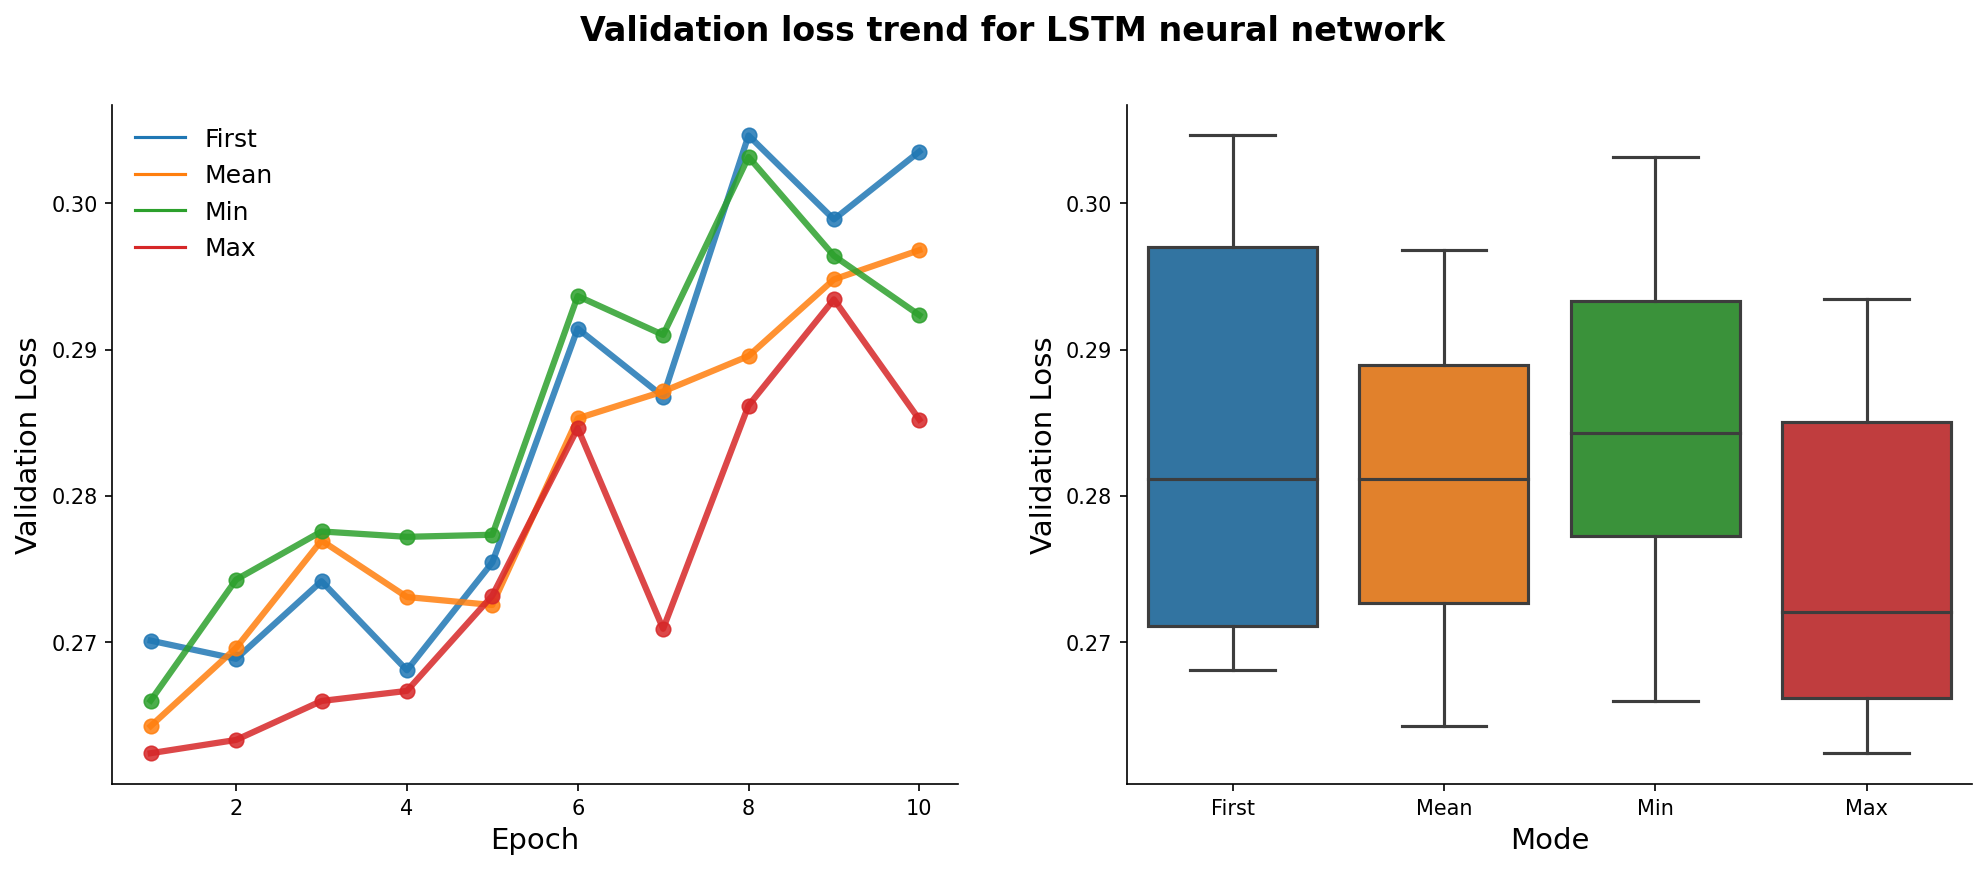 Validation loss trend for LSTM neural network
First
Mean
Min
Max
0.30
0.29
0.28
0.27
Validation Loss
2 4 6 8 10
Epoch
0.30
0.29
0.28
0.27
Validation Loss
First Mean Min Max
Mode